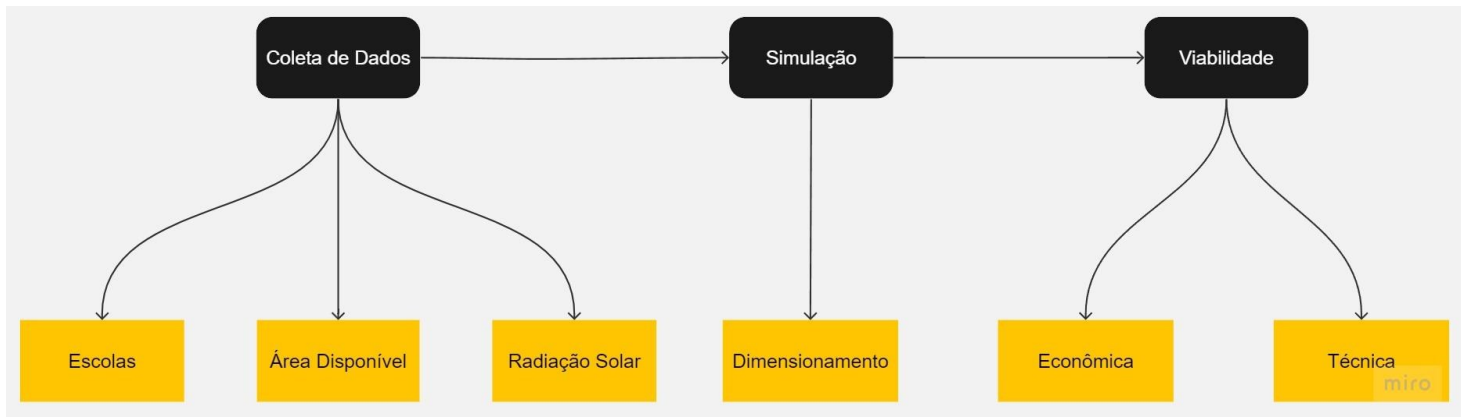 Coleta de Dados
Simulação
Viabilidade
Escolas
Área Disponível
Radiação Solar
Dimensionamento
Econômica
Técnica
miro